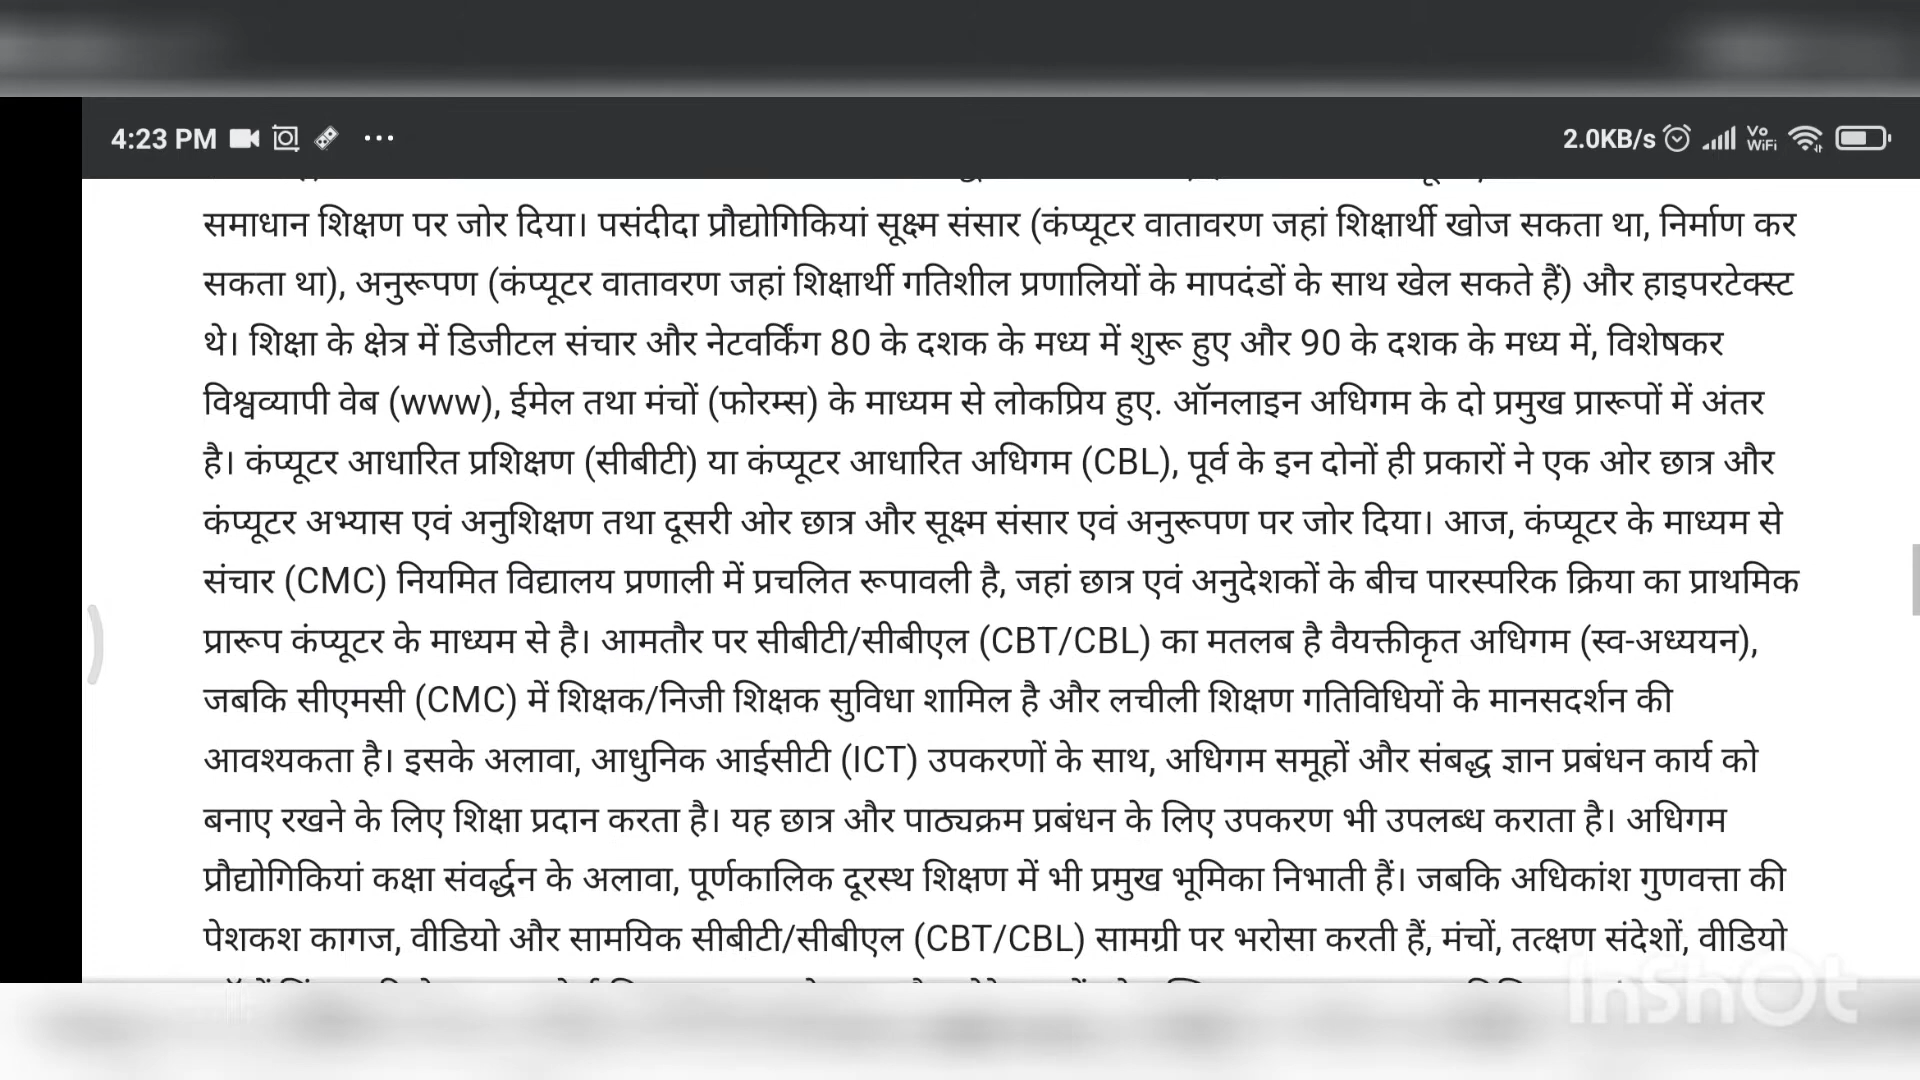 4:23 PM ... 2.0KB/s Vo WiFi
समाधान शिक्षण पर जोर दिया। पसंदीदा प्रौद्योगिकियां सूक्ष्म संसार (कंप्यूटर वातावरण जहां शिक्षार्थी खोज सकता था, निर्माण कर
सकता था), अनुरूपण (कंप्यूटर वातावरण जहां शिक्षार्थी गतिशील प्रणालियों के मापदंडों के साथ खेल सकते हैं) और हाइपरटेक्स्ट
थे। शिक्षा के क्षेत्र में डिजीटल संचार और नेटवर्किंग 80 के दशक के मध्य में शुरू हुए और 90 के दशक के मध्य में, विशेषकर
विश्वव्यापी वेब (www), ईमेल तथा मंचों (फोरम्स) के माध्यम से लोकप्रिय हुए. ऑनलाइन अधिगम के दो प्रमुख प्रारूपों में अंतर
है। कंप्यूटर आधारित प्रशिक्षण (सीबीटी) या कंप्यूटर आधारित अधिगम (CBL), पूर्व के इन दोनों ही प्रकारों ने एक ओर छात्र और
कंप्यूटर अभ्यास एवं अनुशिक्षण तथा दूसरी ओर छात्र और सूक्ष्म संसार एवं अनुरूपण पर जोर दिया। आज, कंप्यूटर के माध्यम से
संचार (CMC) नियमित विद्यालय प्रणाली में प्रचलित रूपावली है, जहां छात्र एवं अनुदेशकों के बीच पारस्परिक क्रिया का प्राथमिक
प्रारूप कंप्यूटर के माध्यम से है। आमतौर पर सीबीटी/सीबीएल (CBT/CBL) का मतलब है वैयक्तीकृत अधिगम (स्व-अध्ययन),
जबकि सीएमसी (CMC) में शिक्षक/निजी शिक्षक सुविधा शामिल है और लचीली शिक्षण गतिविधियों के मानसदर्शन की
आवश्यकता है। इसके अलावा, आधुनिक आईसीटी (ICT) उपकरणों के साथ, अधिगम समूहों और संबद्ध ज्ञान प्रबंधन कार्य को
बनाए रखने के लिए शिक्षा प्रदान करता है। यह छात्र और पाठ्यक्रम प्रबंधन के लिए उपकरण भी उपलब्ध कराता है। अधिगम
प्रौद्योगिकियां कक्षा संवर्द्धन के अलावा, पूर्णकालिक दूरस्थ शिक्षण में भी प्रमुख भूमिका निभाती हैं। जबकि अधिकांश गुणवत्ता की
पेशकश कागज, वीडियो और सामयिक सीबीटी/सीबीएल (CBT/CBL) सामग्री पर भरोसा करती हैं, मंचों, तत्क्षण संदेशों, वीडियो
InShOt